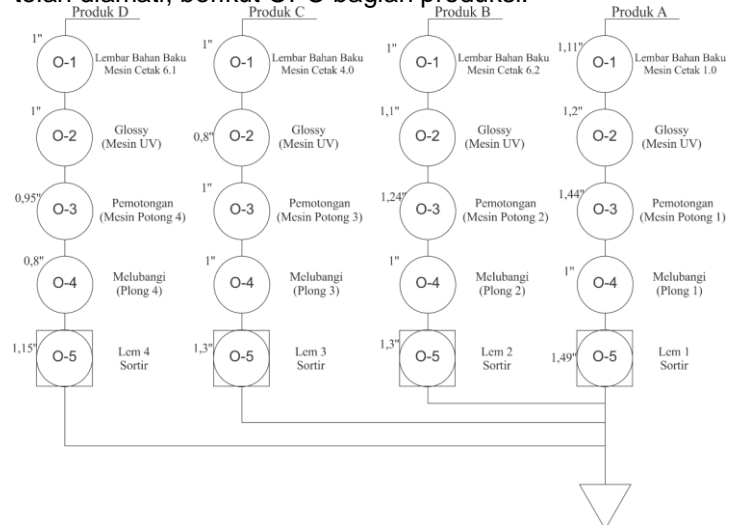 telah diamati, berikut OPC bagian produksi.
Produk D
1"
O-1
Lembar Bahan Baku
Mesin Cetak 6.1
1"
O-2
Glossy
(Mesin UV)
0,95"
O-3
Pemotongan
(Mesin Potong 4)
0,8"
O-4
Melubangi
(Plong 4)
1,15"
O-5
Lem 4
Sortir
Produk C
1"
O-1
Lembar Bahan Baku
Mesin Cetak 4.0
0,8"
O-2
Glossy
(Mesin UV)
1"
O-3
Pemotongan
(Mesin Potong 3)
1"
O-4
Melubangi
(Plong 3)
1,3"
O-5
Lem 3
Sortir
Produk B
1"
O-1
Lembar Bahan Baku
Mesin Cetak 6.2
1,1"
O-2
Glossy
(Mesin UV)
1,24"
O-3
Pemotongan
(Mesin Potong 2)
1"
O-4
Melubangi
(Plong 2)
1,3"
O-5
Lem 2
Sortir
Produk A
1,11"
O-1
Lembar Bahan Baku
Mesin Cetak 1.0
1,2"
O-2
Glossy
(Mesin UV)
1,44"
O-3
Pemotongan
(Mesin Potong 1)
1"
O-4
Melubangi
(Plong 1)
1,49"
O-5
Lem 1
Sortir